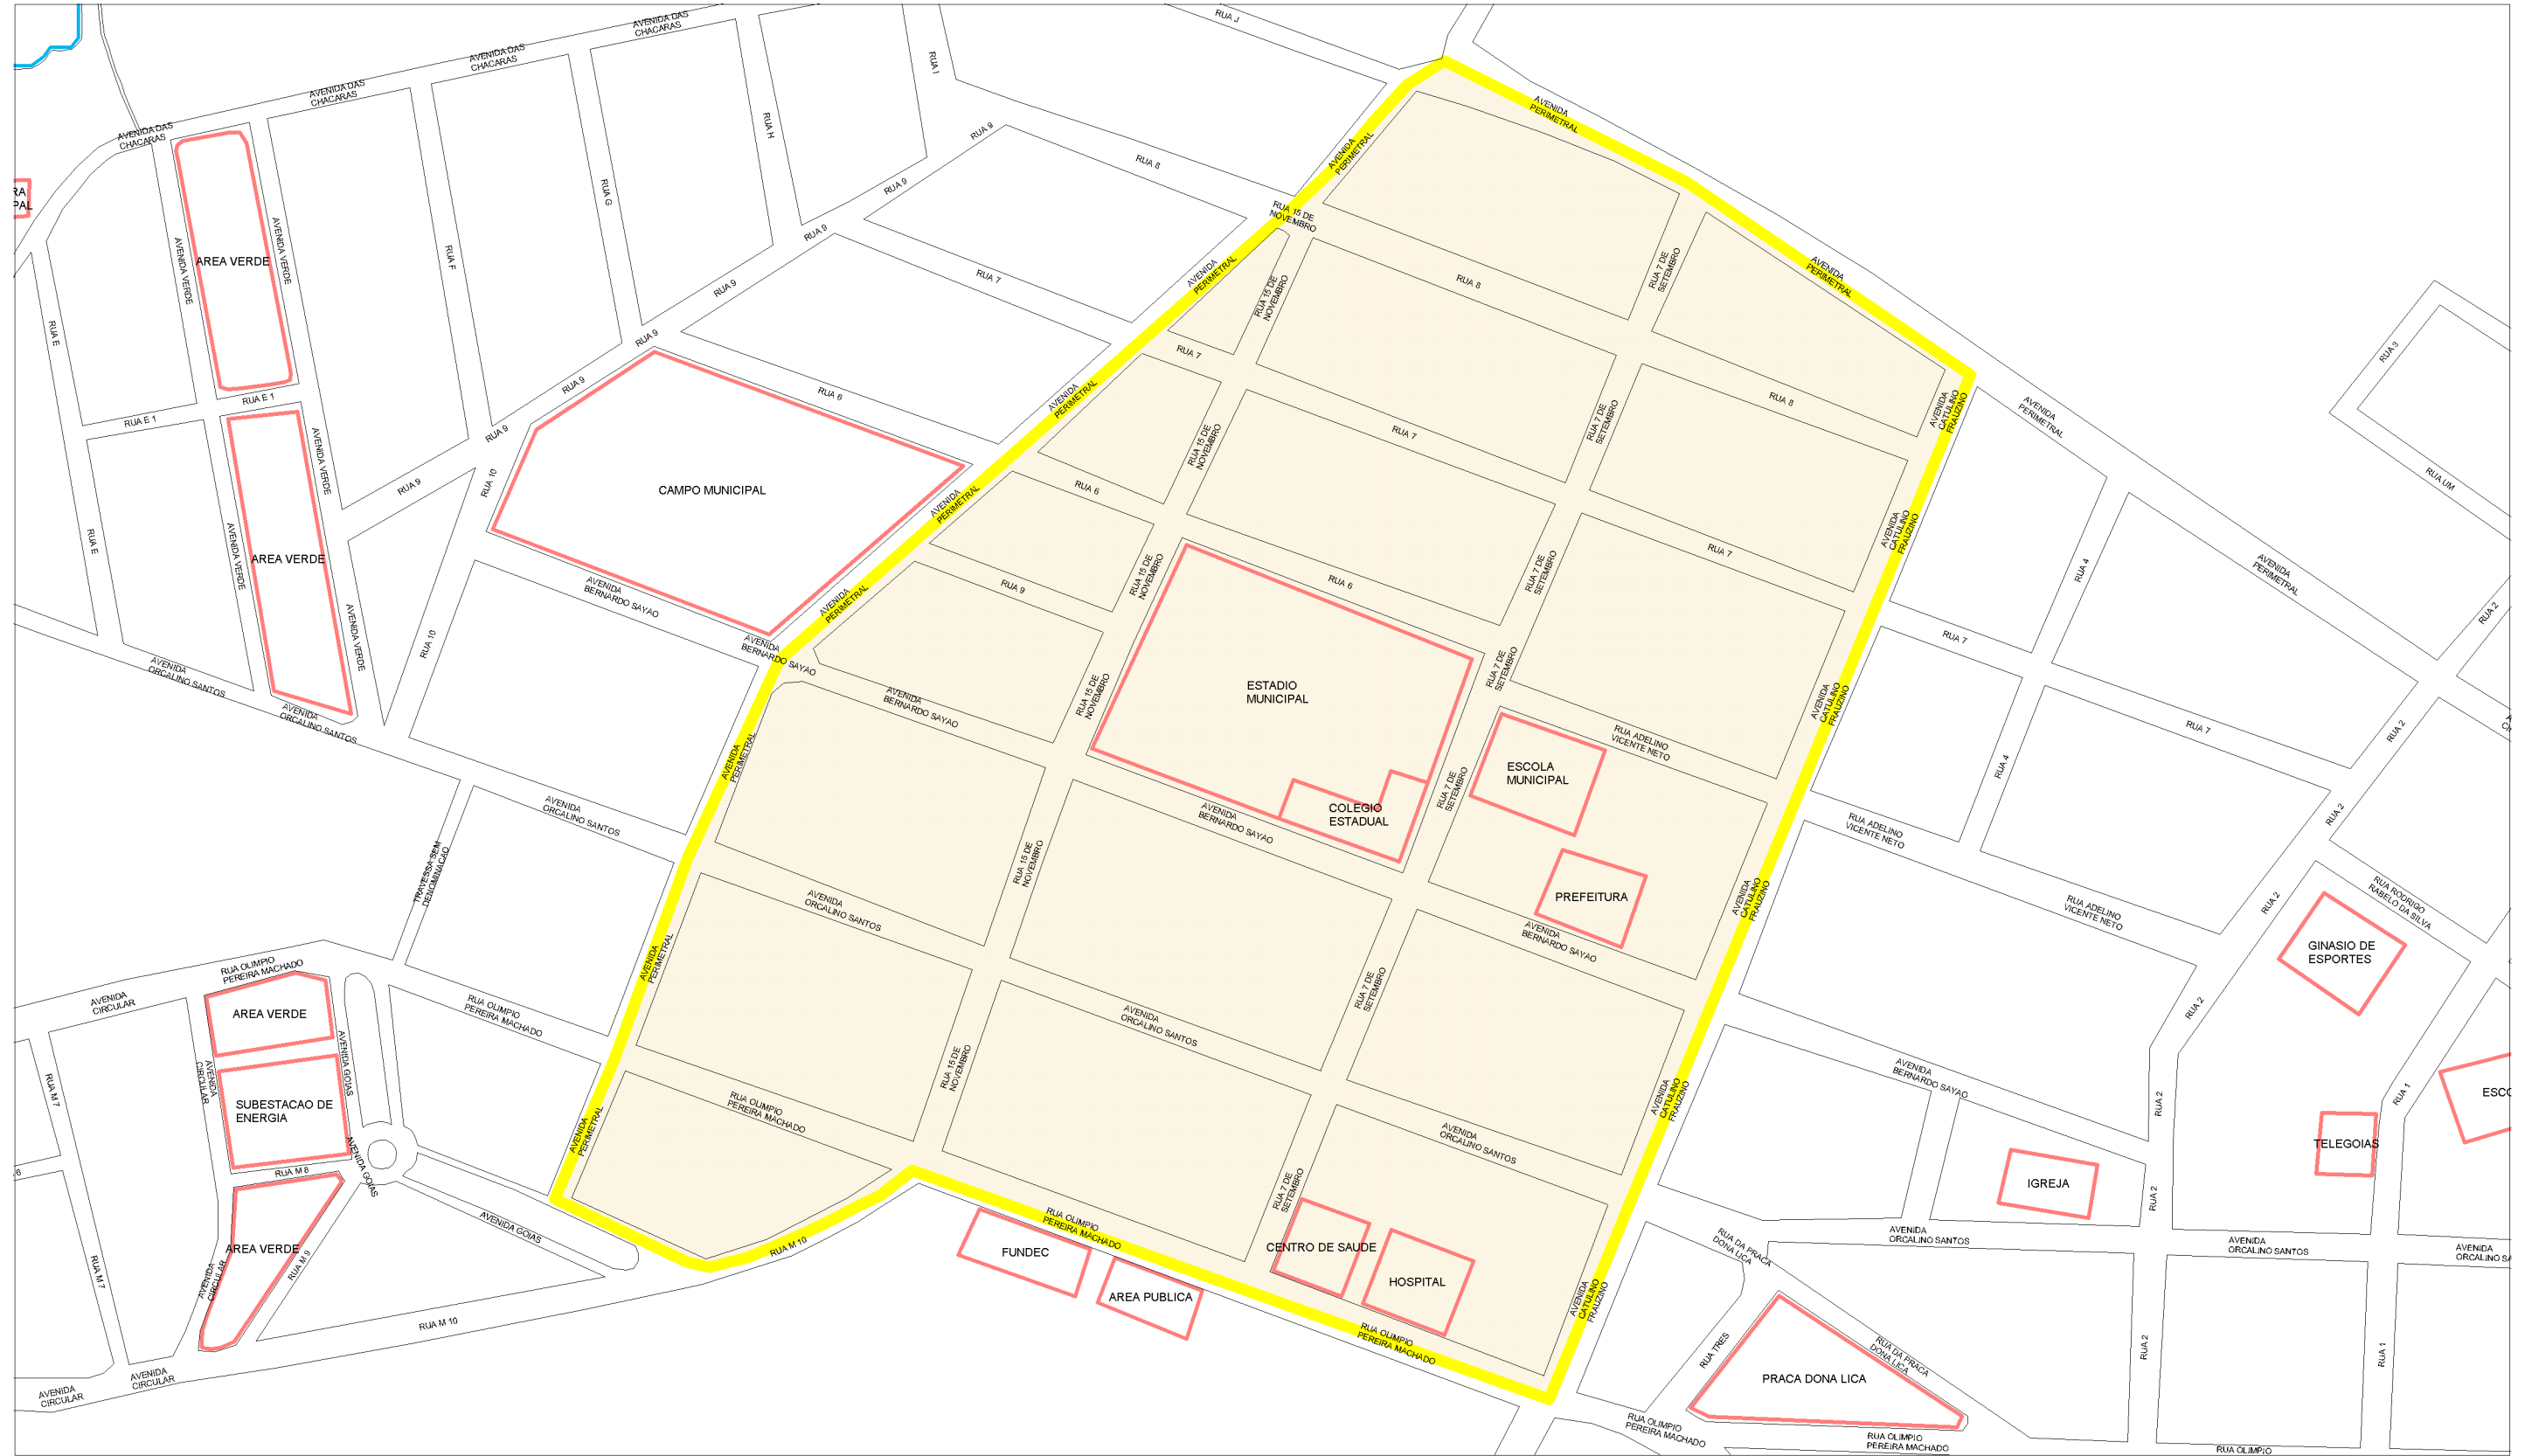 AVENIDA DAS
CHACARAS
RUA J
AVENIDA DAS
CHACARAS
RUA I
AVENIDA DAS
CHACARAS
AVENIDA
PERIMETRAL
AVENIDA DAS
CHACARAS
RUA H
RUA 9
AVENIDA
PERIMETRAL
RUA 8
RUA G
RUA 9
RUA 15 DE
NOVEMBRO
AVENIDA VERDE
AVENIDA VERDE
AREA VERDE
RUA F
RUA 9
RUA 7 DE
SETEMBRO
AVENIDA
PERIMETRAL
AVENIDA
PERIMETRAL
RUA 7
RUA 15 DE
NOVEMBRO
RUA 8
RUA 9
RUA E
RUA 9
RUA 7
RUA 3
RUA 9
RUA 6
AVENIDA
PERIMETRAL
RUA 8
AVENIDA
CATULINO
FRAUZINO
AVENIDA
PERIMETRAL
RUA E 1
RUA E 1
RUA 9
RUA 15 DE
NOVEMBRO
RUA 7
RUA 7 DE
SETEMBRO
AVENIDA VERDE
RUA 9
RUA 10
CAMPO MUNICIPAL
RUA 6
AVENIDA
PERIMETRAL
RUA UM
AVENIDA
CATULINO
FRAUZINO
RUA E
AVENIDA VERDE
AREA VERDE
RUA 7
RUA 4
AVENIDA
PERIMETRAL
AVENIDA
BERNARDO SAYAO
AVENIDA
PERIMETRAL
RUA 9
RUA 15 DE
NOVEMBRO
RUA 6
RUA 7 DE
SETEMBRO
RUA 2
AVENIDA VERDE
RUA 10
AVENIDA
BERNARDO SAYAO
RUA 7
AVENIDA
ORCALINO SANTOS
AVENIDA
BERNARDO SAYAO
RUA 15 DE
NOVEMBRO
ESTADIO
MUNICIPAL
RUA 7 DE
SETEMBRO
AVENIDA
CATULINO
FRAUZINO
RUA 7
RUA 2
AVENIDA
ORCALINO SANTOS
AVENIDA
PERIMETRAL
RUA ADELINO
VICENTE NETO
ESCOLA
MUNICIPAL
RUA 4
AVENIDA
ORCALINO SANTOS
AVENIDA
BERNARDO SAYAO
COLEGIO
ESTADUAL
RUA 7 DE
SETEMBRO
RUA ADELINO
VICENTE NETO
RUA 2
TRAVESSA SEM
DENOMINACAO
RUA 15 DE
NOVEMBRO
AVENIDA
ORCALINO SANTOS
PREFEITURA
AVENIDA
CATULINO
FRAUZINO
RUA ADELINO
VICENTE NETO
RUA 2
RUA RODRIGO
RABELO DA SILVA
AVENIDA
BERNARDO SAYAO
GINASIO DE
ESPORTES
RUA OLIMPIO
PEREIRA MACHADO
AVENIDA
PERIMETRAL
RUA 7 DE
SETEMBRO
AVENIDA
CIRCULAR
AREA VERDE
RUA OLIMPIO
PEREIRA MACHADO
AVENIDA
ORCALINO SANTOS
RUA 2
AVENIDA GOIAS
RUA 15 DE
NOVEMBRO
RUA M 7
AVENIDA
CIRCULAR
SUBESTACAO DE
ENERGIA
RUA OLIMPIO
PEREIRA MACHADO
AVENIDA
CATULINO
FRAUZINO
AVENIDA
BERNARDO SAYAO
RUA 2
RUA 1
AVENIDA
PERIMETRAL
AVENIDA
ORCALINO SANTOS
TELEGOIAS
RUA M 8
AVENIDA GOIAS
RUA 7 DE
SETEMBRO
IGREJA
RUA 2
AVENIDA GOIAS
RUA OLIMPIO
PEREIRA MACHADO
RUA M 10
FUNDEC
CENTRO DE SAUDE
HOSPITAL
AREA VERDE
RUA M 9
RUA M 7
AVENIDA
CIRCULAR
AREA PUBLICA
AVENIDA
CATULINO
FRAUZINO
RUA DA PRACA
DONA LICA
AVENIDA
ORCALINO SANTOS
AVENIDA
ORCALINO SANTOS
AVENIDA
RUA M 10
RUA OLIMPIO
PEREIRA MACHADO
RUA TRES
RUA DA PRACA
DONA LICA
RUA 2
RUA 1
AVENIDA
CIRCULAR
AVENIDA
CIRCULAR
PRACA DONA LICA
RUA OLIMPIO
PEREIRA MACHADO
RUA OLIMPIO
PEREIRA MACHADO
RUA OLIMPIO